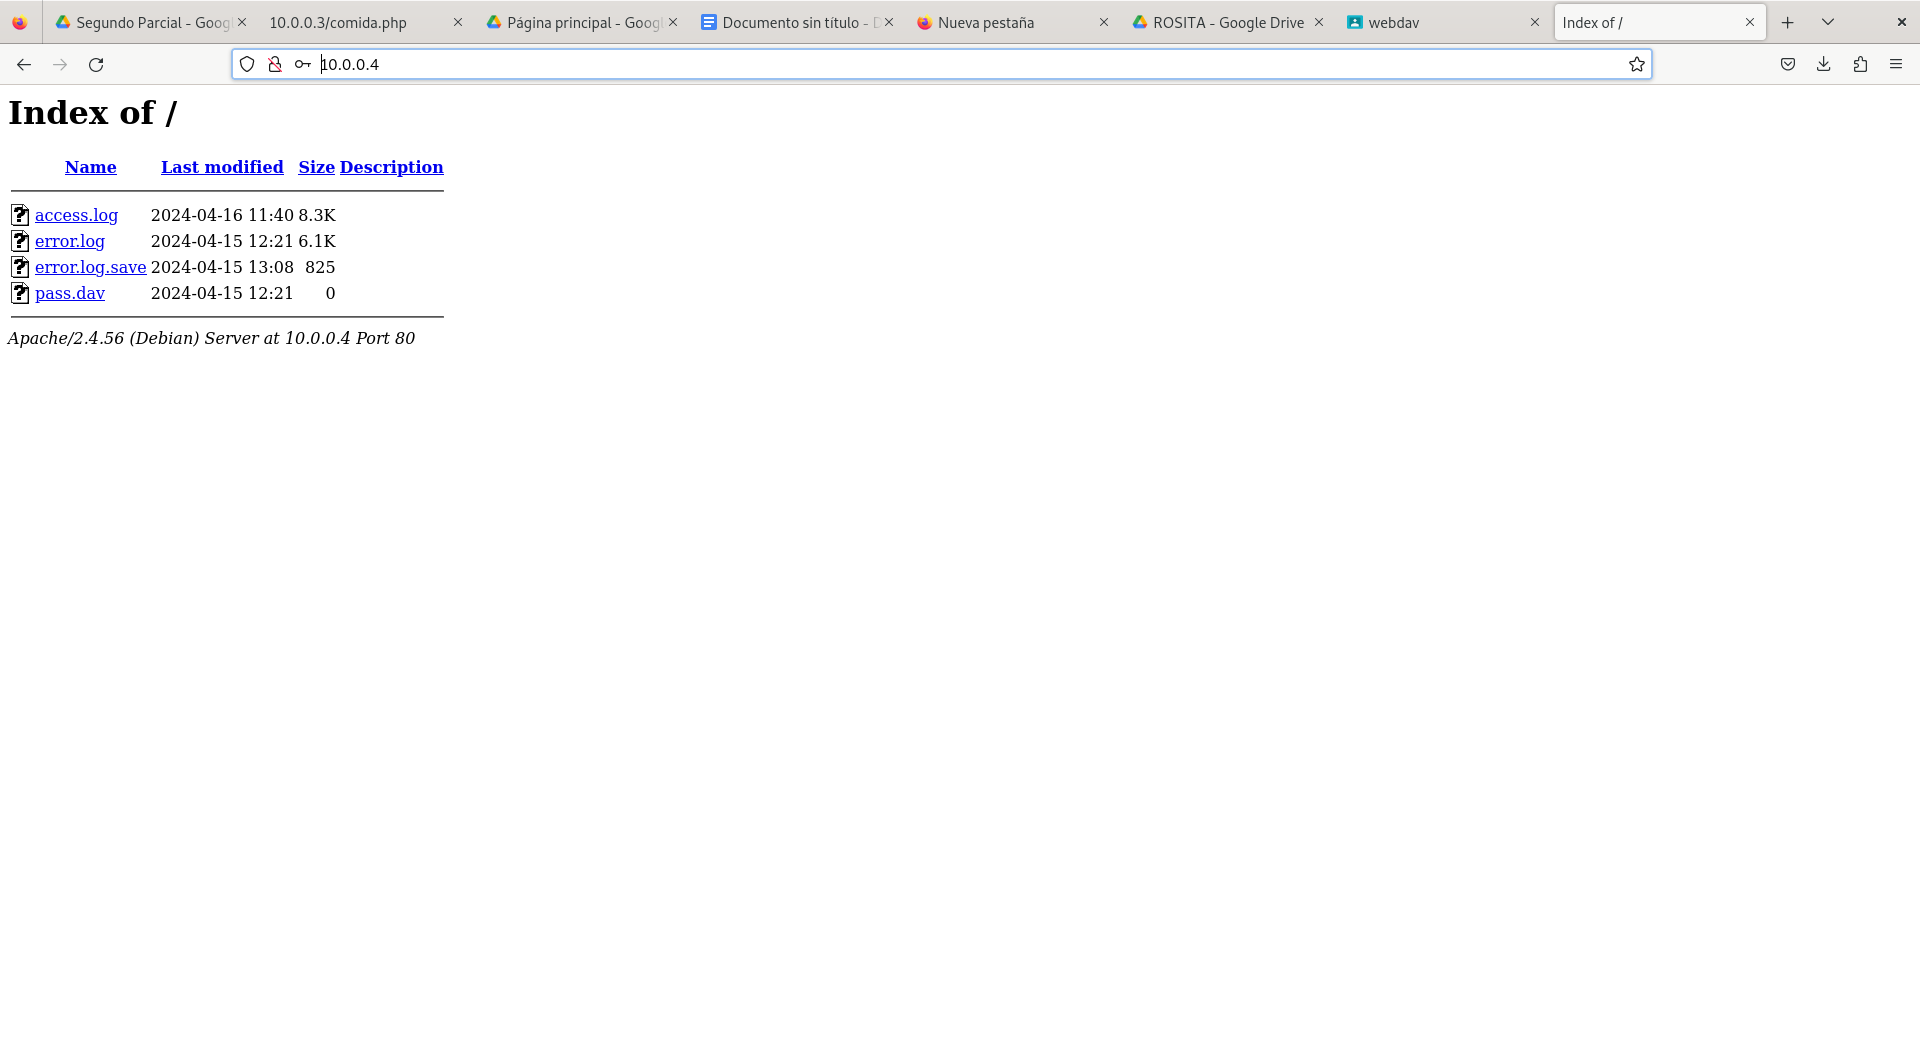 Segundo Parcial - Goog
10.0.0.3/comida.php
Página principal - Googl
Documento sin título - D
Nueva pestaña
ROSITA - Google Drive
webdav
Index of /
10.0.0.4
Index of /
Name Last modified Size Description
access.log 2024-04-16 11:40 8.3K
error.log 2024-04-15 12:21 6.1K
error.log.save 2024-04-15 13:08 825
pass.dav 2024-04-15 12:21 0
Apache/2.4.56 (Debian) Server at 10.0.0.4 Port 80